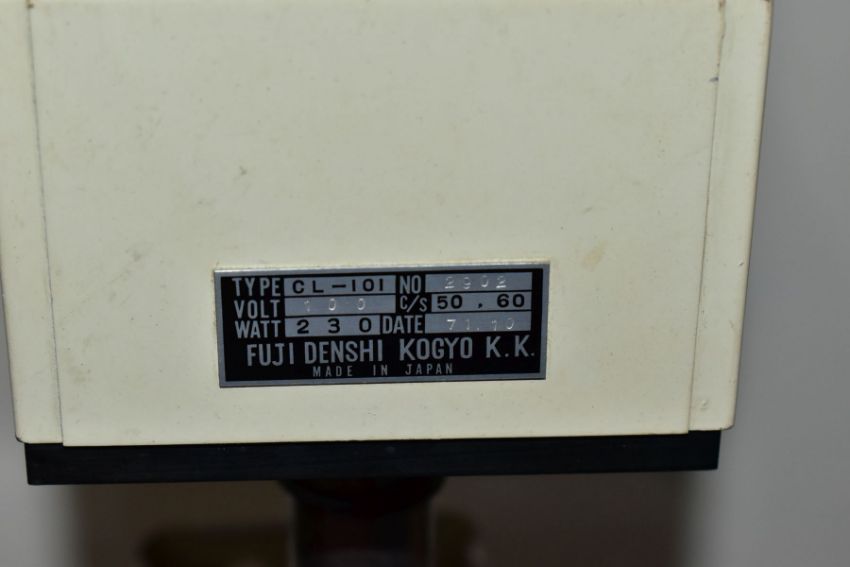 TYPE CL-101 NO 2902
VOLT 100 C/S 50.60
WATT 230 DATE 71.10
FUJI DENSHI KOGYO K.K.
MADE IN JAPAN